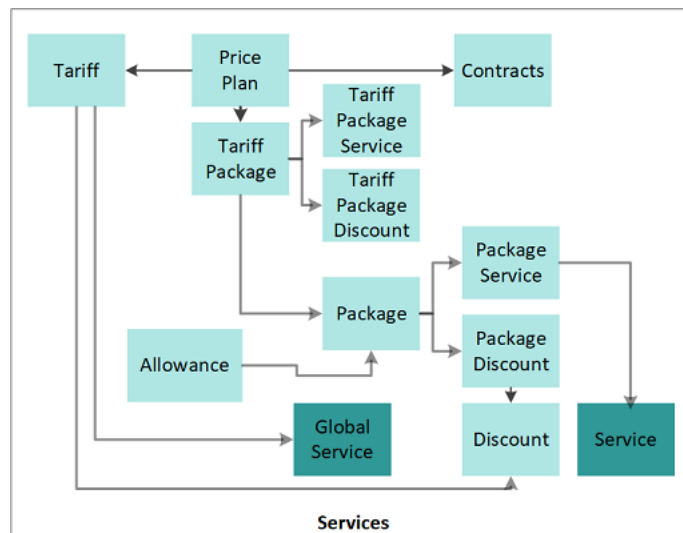 Tariff
Price
Plan
Contracts
Tariff
Package
Service
Tariff
Package
Tariff
Package
Discount
Package
Service
Package
Package
Discount
Allowance
Global
Service
Discount
Service
Services